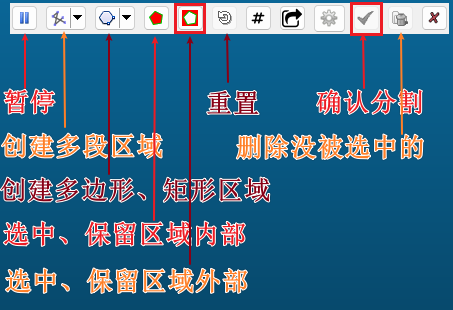 暂停
重置
确认分割
创建多段区域
删除没被选中的
创建多边形、矩形区域
选中、保留区域内部
选中、保留区域外部